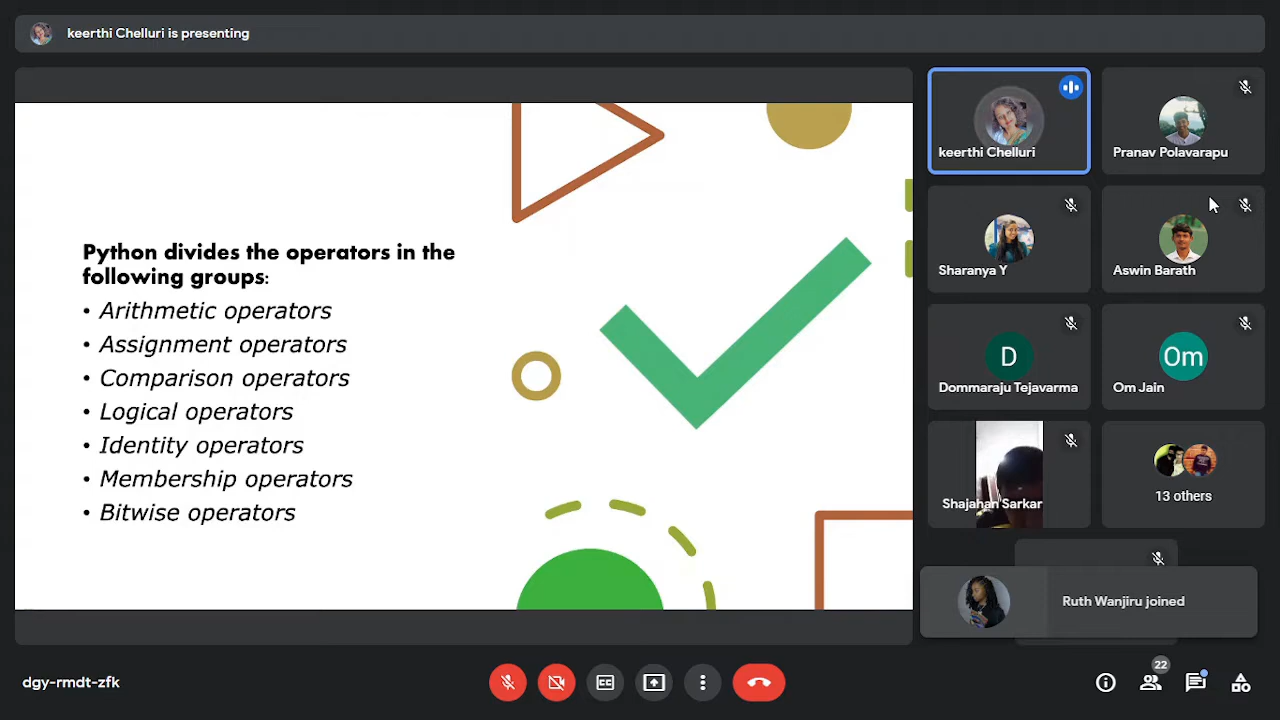 keerthi Chelluri is presenting
Python divides the operators in the
following groups:
• Arithmetic operators
• Assignment operators
• Comparison operators
• Logical operators
• Identity operators
• Membership operators
• Bitwise operators
keerthi Chelluri
Pranav Polavarapu
Sharanya Y
Aswin Barath
D
Dommaraju Tejavarma
Om
Om Jain
Shajahan Sarkar
13 others
Ruth Wanjiru joined
dgy-rmdt-zfk
CC
22